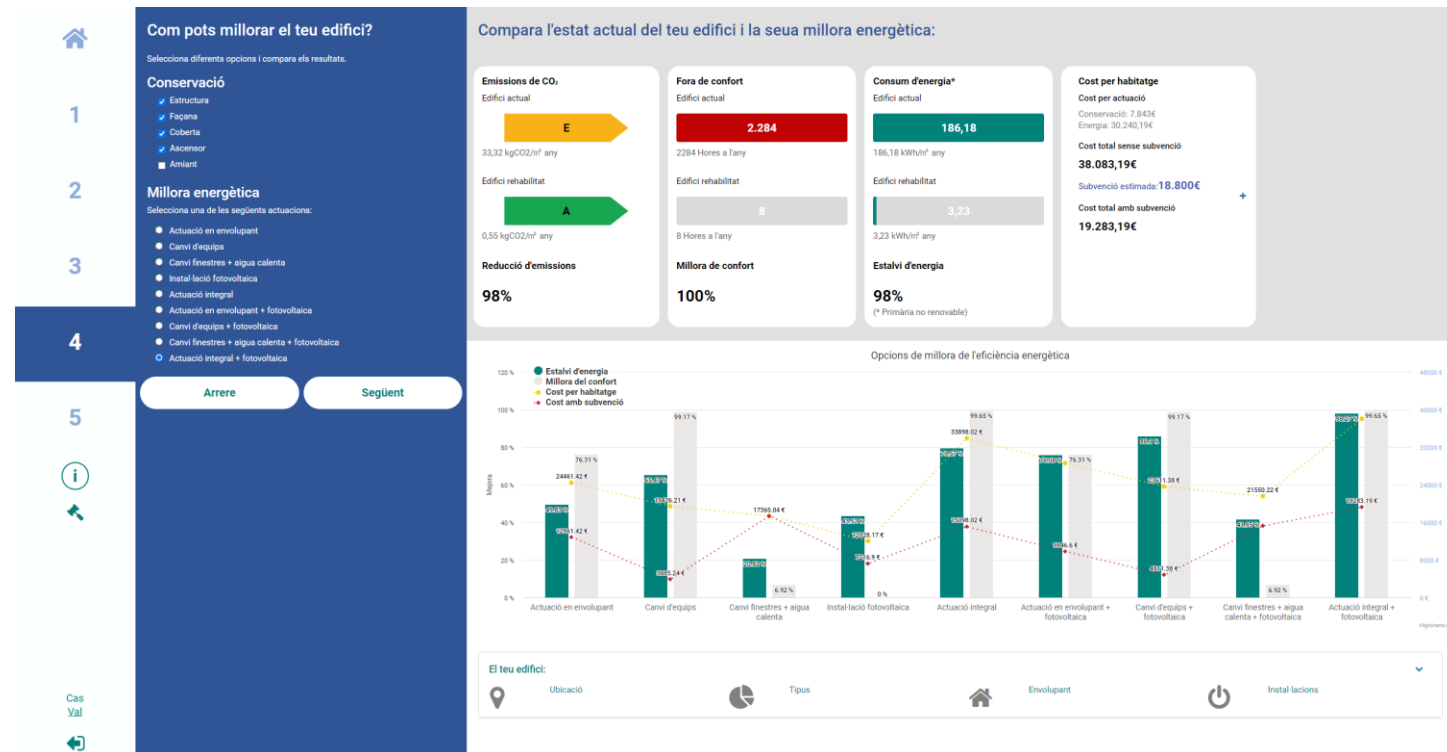 Com pots millorar el teu edifici?
Selecciona diferents opcions i compara els resultats.
Conservació
Estructura
Façana
Coberta
Ascensor
Amiant
Millora energètica
Selecciona una de les següents actuacions:
Actuació en envolupant
Canvi d'equips
Canvi finestres + aigua calenta
Instal·lació fotovoltaica
Actuació integral
Actuació en envolupant + fotovoltaica
Canvi d'equips + fotovoltaica
Canvi finestres + aigua calenta + fotovoltaica
Actuació integral + fotovoltaica
Arrere
Següent
1
2
3
4
5
i
Cas
Val
Compara l'estat actual del teu edifici i la seua millora energètica:
Emissions de CO₂
Edifici actual
E
33,32 kgCO2/m² any
Edifici rehabilitat
A
0,55 kgCO2/m² any
Reducció d'emissions
98%
Fora de confort
Edifici actual
2.284
2284 Hores a l'any
Edifici rehabilitat
8
8 Hores a l'any
Millora de confort
100%
Consum d'energia*
Edifici actual
186,18
186,18 kWh/m² any
Edifici rehabilitat
3,23
3,23 kWh/m² any
Estalvi d'energia
98%
(* Primària no renovable)
Cost per habitatge
Cost per actuació
Conservació: 7.843€
Energia: 30.240,19€
Cost total sense subvenció
38.083,19€
Subvenció estimada:18.800€
+
Cost total amb subvenció
19.283,19€
Opcions de millora de l'eficiència energètica
Estalvi d'energia
Millora del confort
Cost per habitatge
Cost amb subvenció
Mejora
120 %
100 %
80 %
60 %
40 %
20 %
0 %
48000 €
40000 €
32000 €
24000 €
16000 €
8000 €
0 €
76.31 %
24461.42 €
99.17 %
17365.04 €
6.92 %
0 %
99.65 %
33898.02 €
76.31 %
99.17 %
21550.22 €
6.92 %
99.65 %
Actuació en envolupant
Canvi d'equips
Canvi finestres + aigua
calenta
Instal·lació fotovoltaica
Actuació integral
Actuació en envolupant +
fotovoltaica
Canvi d'equips +
fotovoltaica
Canvi finestres + aigua
calenta + fotovoltaica
Actuació integral +
fotovoltaica
El teu edifici:
Ubicació
Tipus
Envolupant
Instal·lacions